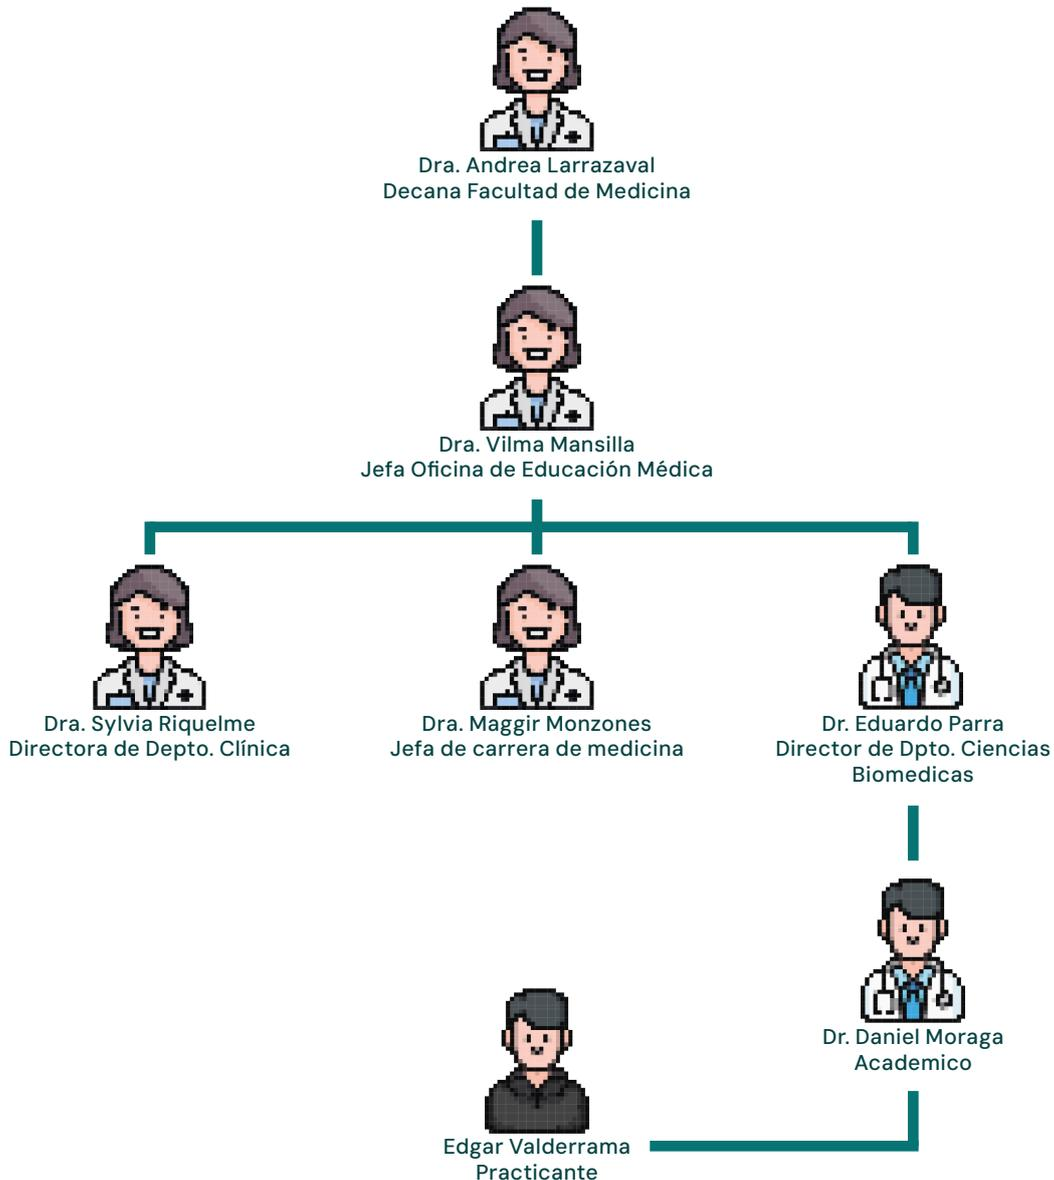 Dra. Andrea Larrazaval
Decana Facultad de Medicina
Dra. Vilma Mansilla
Jefa Oficina de Educación Médica
Dra. Sylvia Riquelme
Directora de Depto. Clínica
Dra. Maggir Monzones
Jefa de carrera de medicina
Dr. Eduardo Parra
Director de Dpto. Ciencias
Biomedicas
Dr. Daniel Moraga
Academico
Edgar Valderrama
Practicante